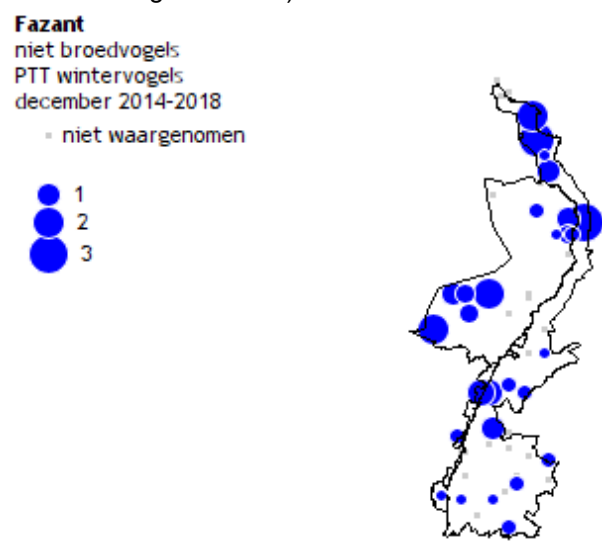 Fazant
niet broedvogels
PTT wintervogels
december 2014-2018
niet waargenomen
1
2
3